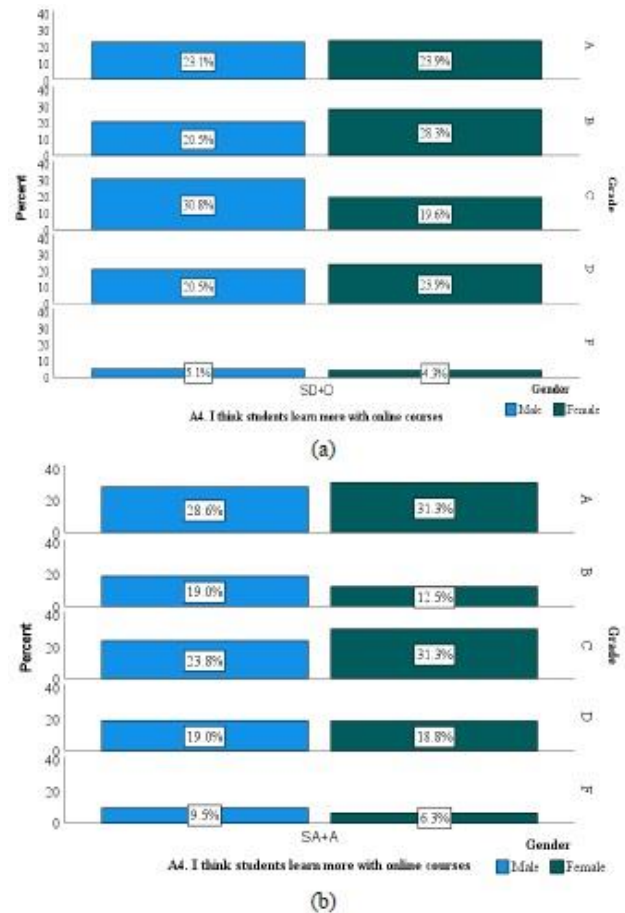 40
30
20
10
0
23.1%
23.9%
A
40
30
20
10
0
20.5%
28.3%
B
40
30
20
10
0
Percent
30.8%
19.6%
C
Grade
40
30
20
10
0
20.5%
23.9%
D
40
30
20
10
0
5.1%
4.3%
F
SD+D
Gender
A4. I think students learn more with online courses
Male Female
(a)
40
20
0
28.6%
31.3%
A
40
20
0
19.0%
12.5%
B
40
20
0
Percent
23.8%
31.3%
C
Grade
40
20
0
19.0%
18.8%
D
40
20
0
9.5%
6.3%
F
SA+A
Gender
A4. I think students learn more with online courses
Male Female
(b)